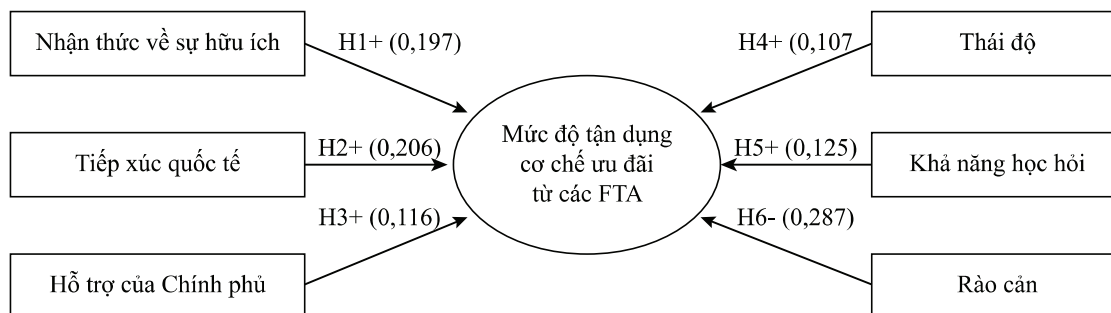 Nhận thức về sự hữu ích
H1+ (0,197)
H4+ (0,107
Thái độ
Tiếp xúc quốc tế
H2+ (0,206)
Mức độ tận dụng
cơ chế ưu đãi
từ các FTA
H5+ (0,125)
Khả năng học hỏi
H3+ (0,116)
H6- (0,287)
Hỗ trợ của Chính phủ
Rào cản